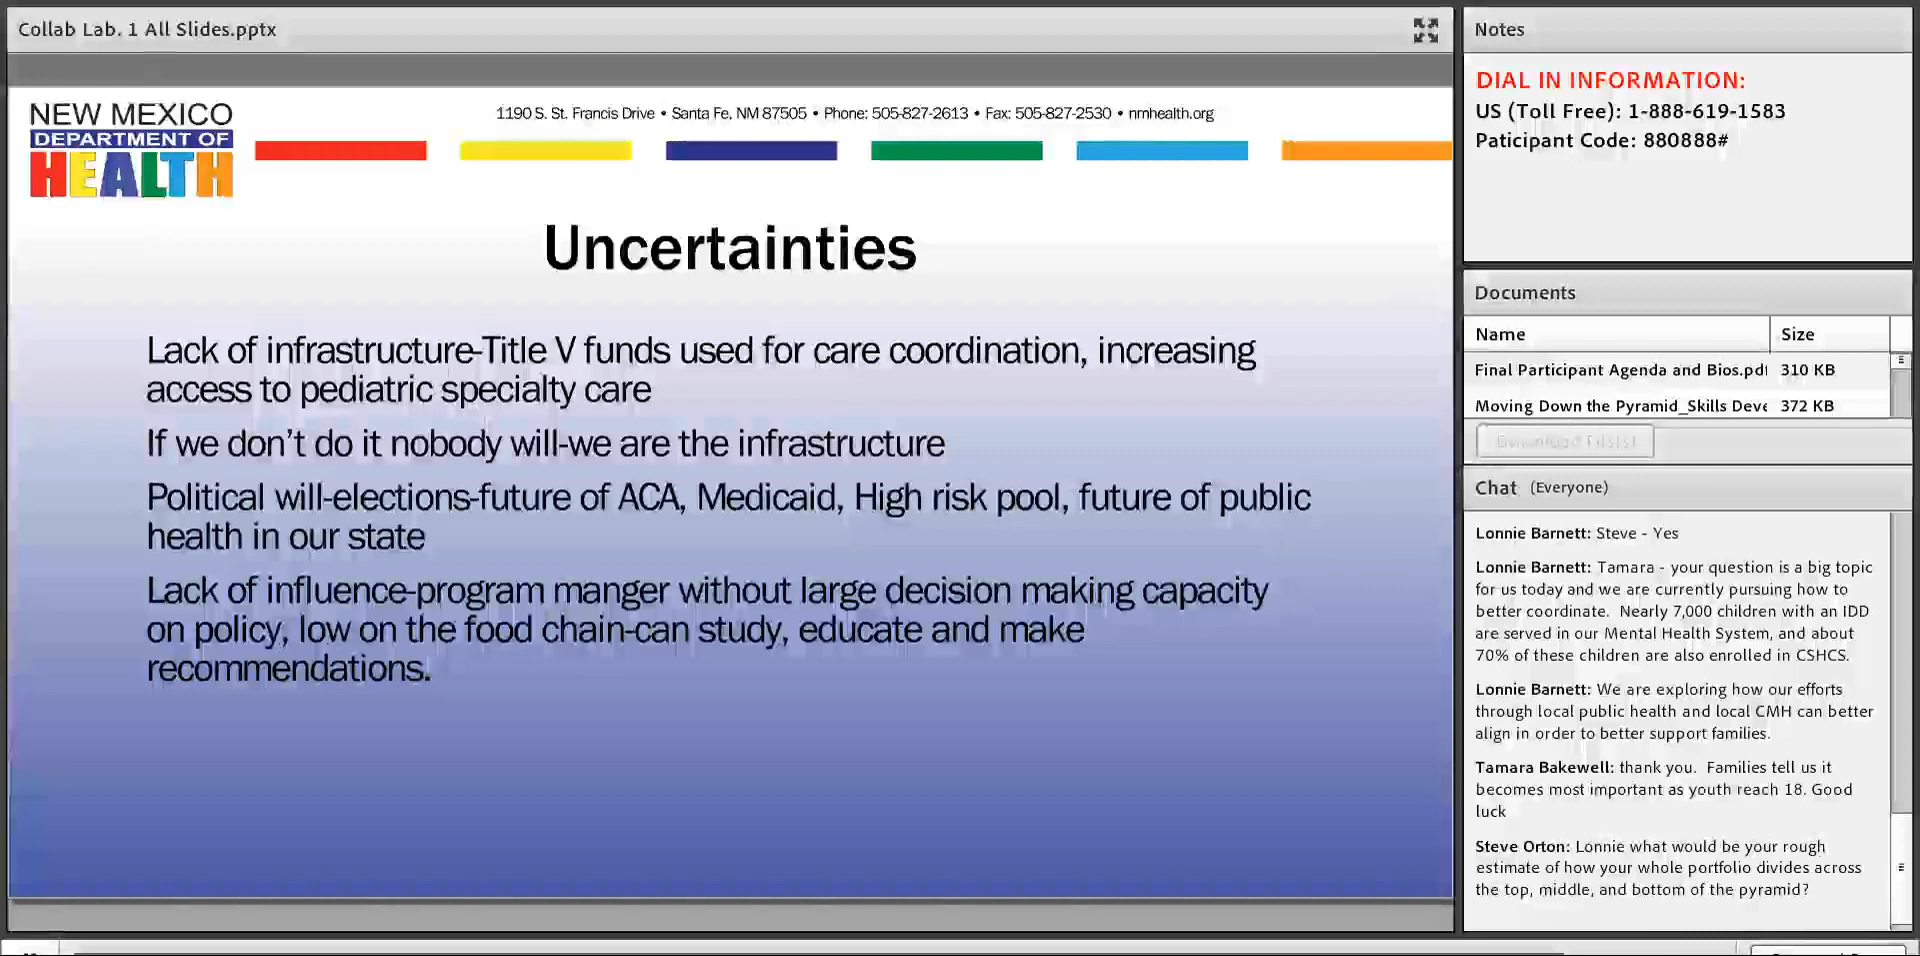 Collab Lab. 1 All Slides.pptx
NEW MEXICO
DEPARTMENT OF
HEALTH
1190 S. St. Francis Drive • Santa Fe, NM 87505 • Phone: 505-827-2613 • Fax: 505-827-2530 • nmhealth.org
Uncertainties
Lack of infrastructure-Title V funds used for care coordination, increasing
access to pediatric specialty care
If we don't do it nobody will-we are the infrastructure
Political will-elections-future of ACA, Medicaid, High risk pool, future of public
health in our state
Lack of influence-program manger without large decision making capacity
on policy, low on the food chain-can study, educate and make
recommendations.
Notes
DIAL IN INFORMATION:
US (Toll Free): 1-888-619-1583
Paticipant Code: 880888#
Documents
Name Size
Final Participant Agenda and Bios.pdf 310 KB
Moving Down the Pyramid_Skills Deve 372 KB
Download File(s)
Chat (Everyone)
Lonnie Barnett: Steve - Yes
Lonnie Barnett: Tamara - your question is a big topic
for us today and we are currently pursuing how to
better coordinate. Nearly 7,000 children with an IDD
are served in our Mental Health System, and about
70% of these children are also enrolled in CSHCS.
Lonnie Barnett: We are exploring how our efforts
through local public health and local CMH can better
align in order to better support families.
Tamara Bakewell: thank you. Families tell us it
becomes most important as youth reach 18. Good
luck
Steve Orton: Lonnie what would be your rough
estimate of how your whole portfolio divides across
the top, middle, and bottom of the pyramid?